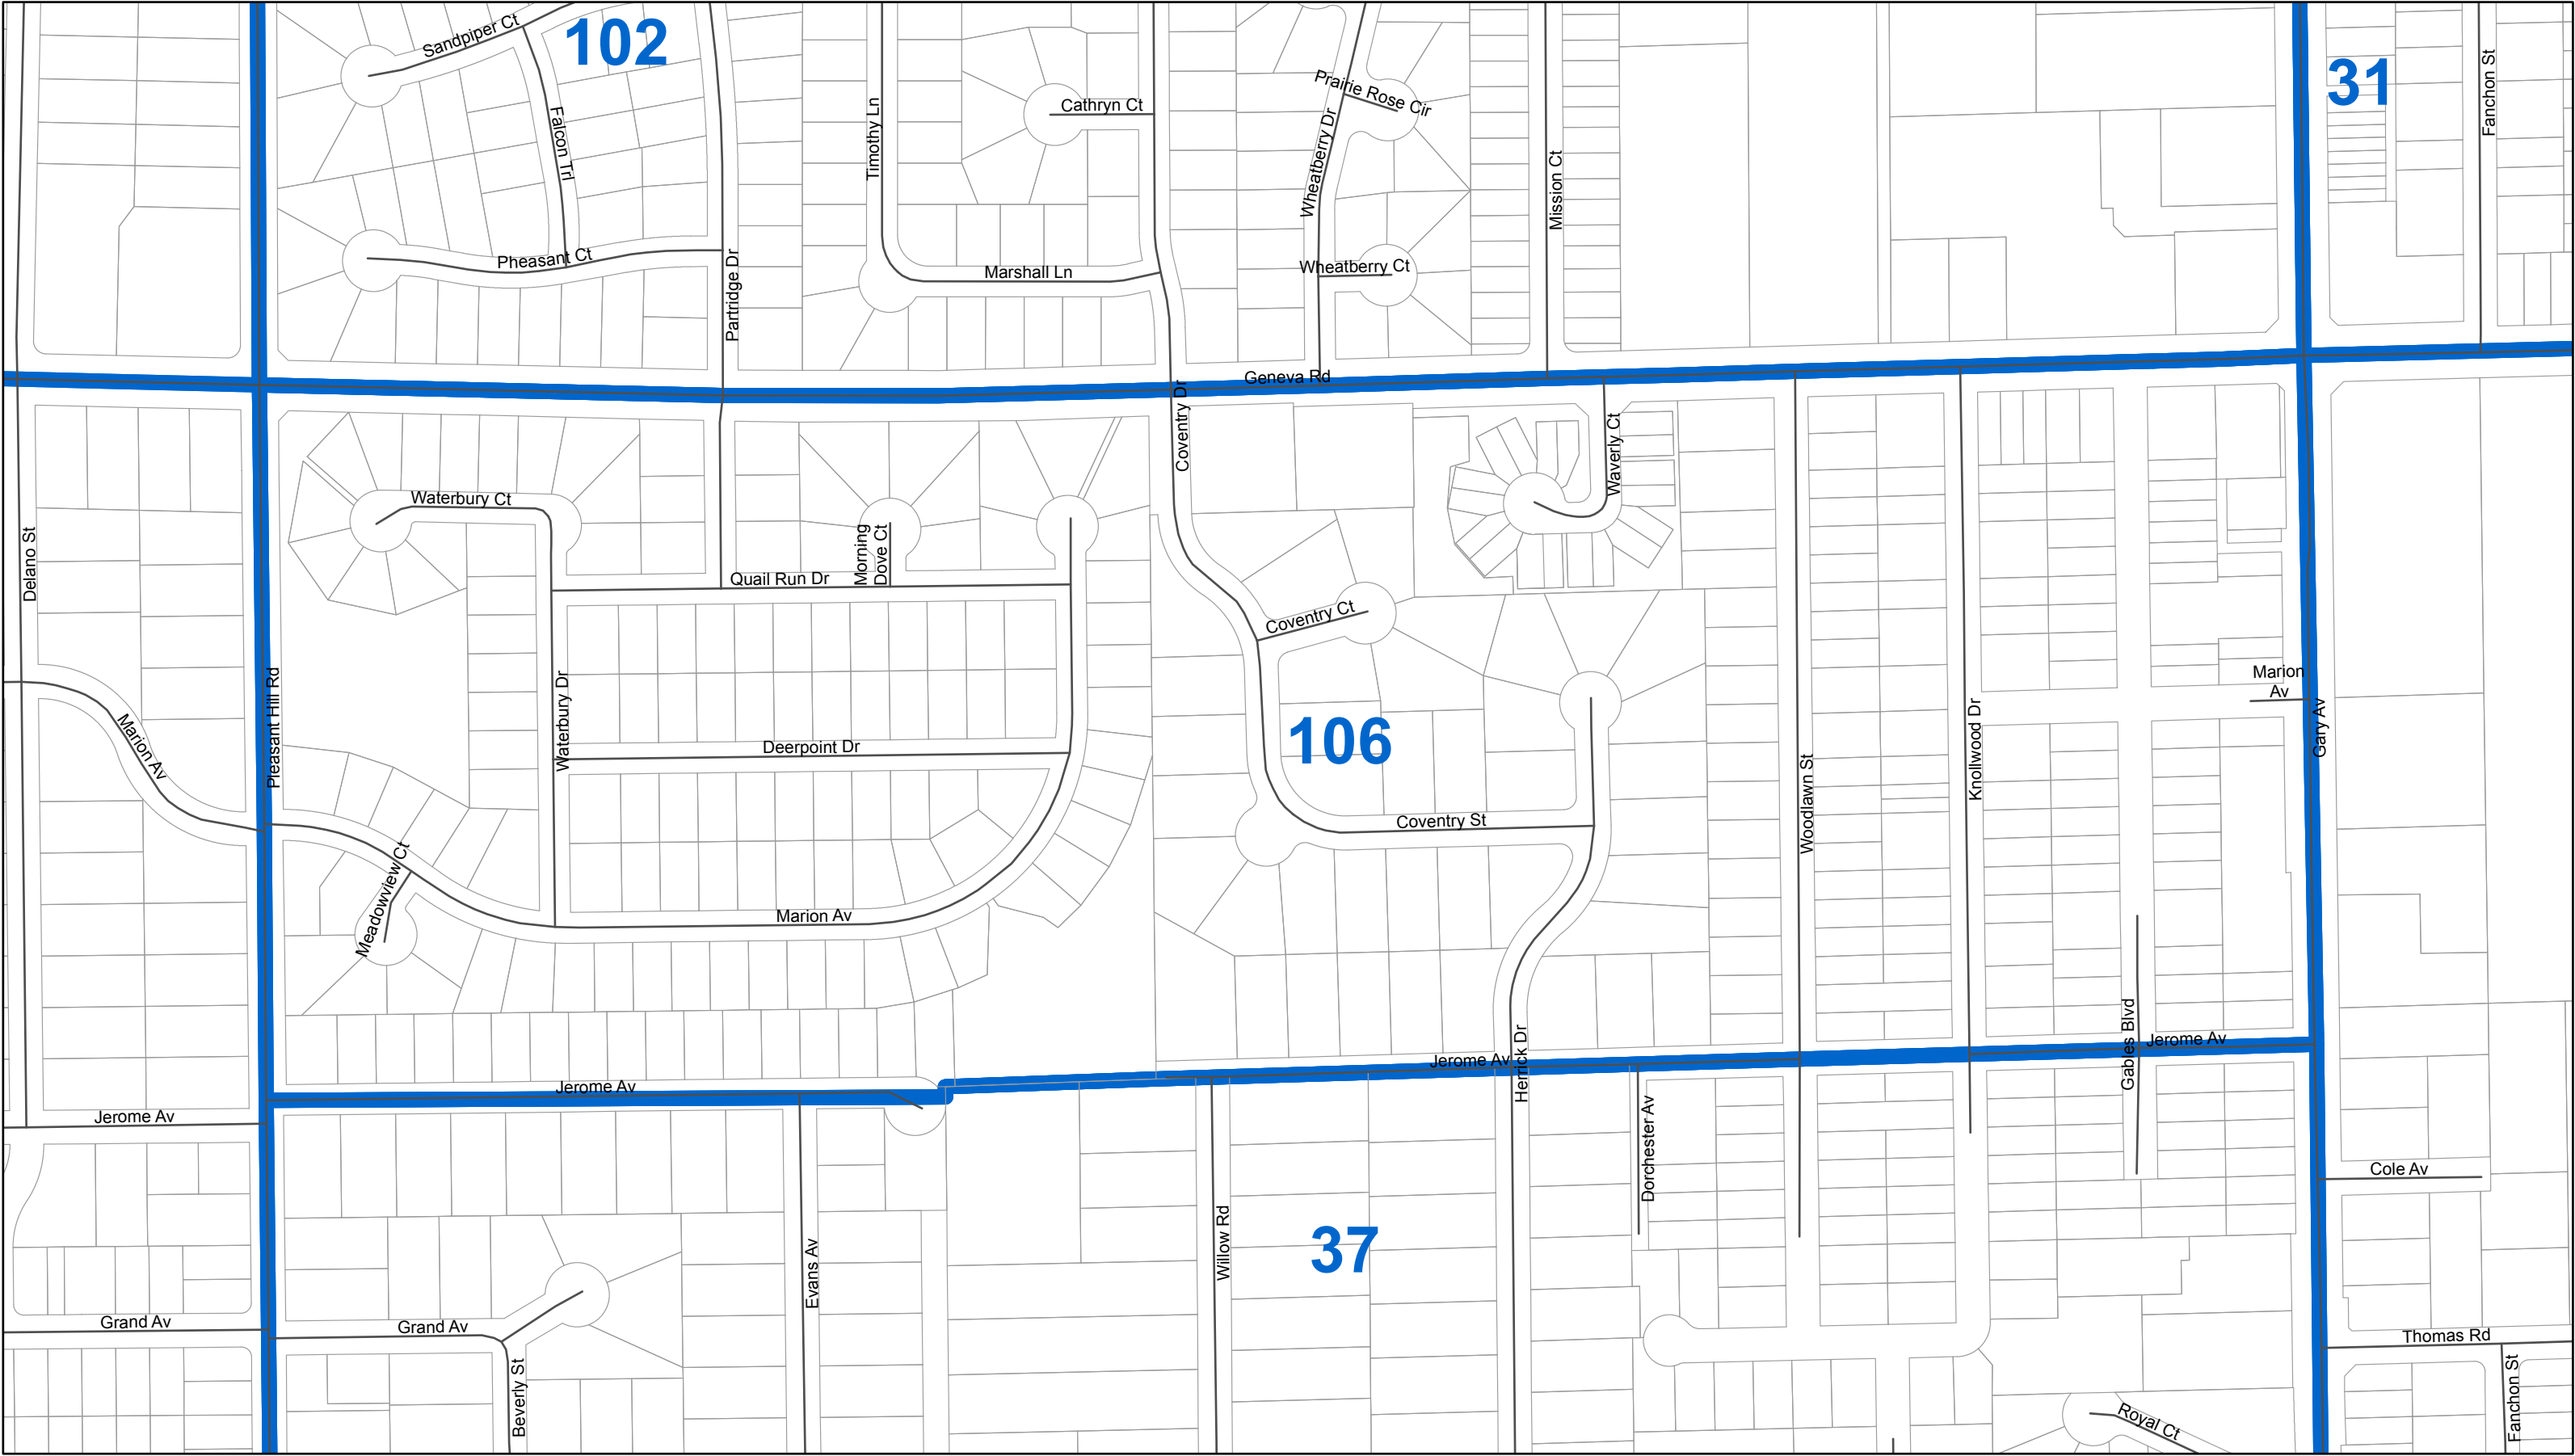 Sandpiper Ct
102
31
Fanchon St
Falcon Trl
Timothy Ln
Cathryn Ct
Prairie Rose Cir
Wheatberry Dr
Mission Ct
Pheasant Ct
Partridge Dr
Marshall Ln
Wheatberry Ct
Geneva Rd
Coventry Dr
Waverly Ct
Waterbury Ct
Delano St
Morning
Dove Ct
Quail Run Dr
Coventry Ct
Marion Av
Pleasant Hill Rd
Waterbury Dr
Deerpoint Dr
106
Woodlawn St
Knollwood Dr
Marion
Av
Gary Av
Coventry St
Meadowview Ct
Marion Av
Jerome Av
Jerome Av
Jerome Av
Herrick Dr
Gables Blvd
Jerome Av
Dorchester Av
Cole Av
Evans Av
Willow Rd
37
Grand Av
Grand Av
Beverly St
Thomas Rd
Fanchon St
Royal Ct